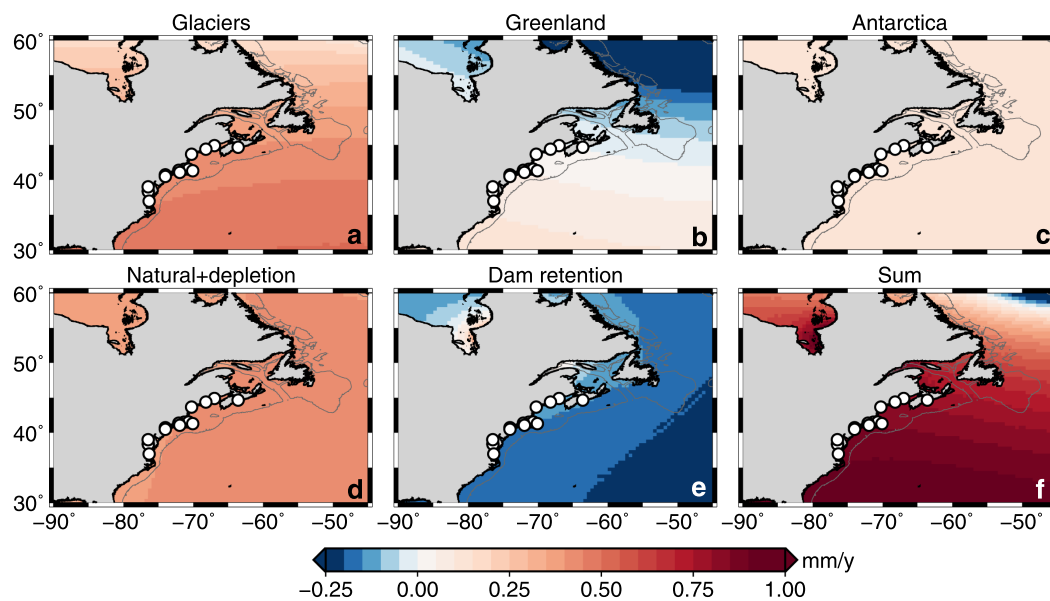 Glaciers Greenland Antarctica
60°
50°
40°
30°
a b c
Natural+depletion Dam retention Sum
60°
50°
40°
30°
d e f
−90° −80° −70° −60° −50° −90° −80° −70° −60° −50° −90° −80° −70° −60° −50°
mm/y
−0.25 0.00 0.25 0.50 0.75 1.00